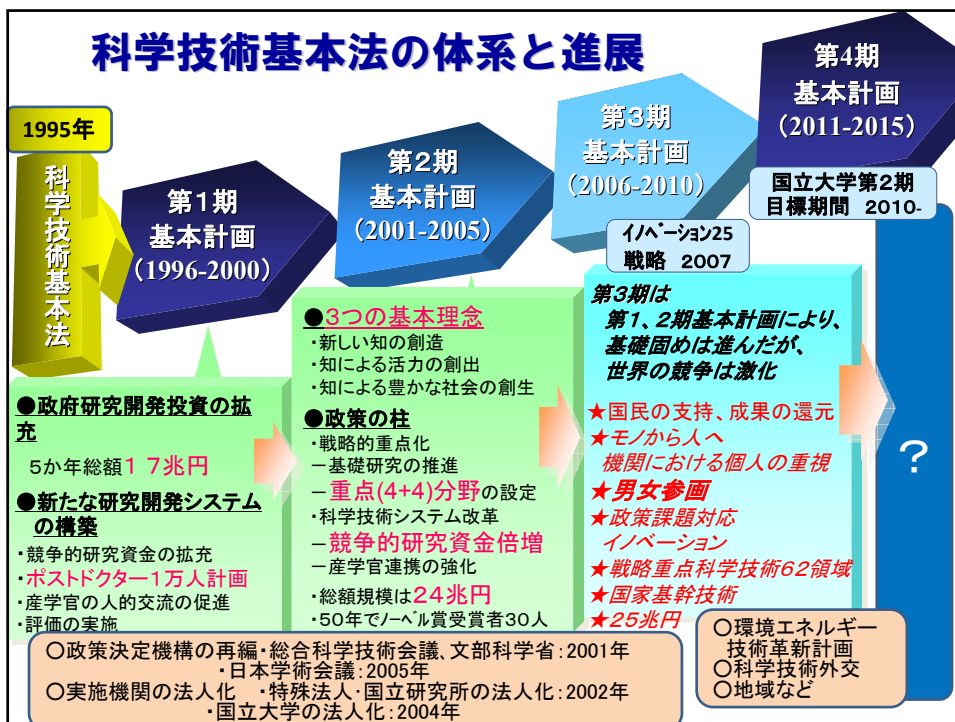 科学技術基本法の体系と進展
1995年
科学技術基本法
第1期
基本計画
(1996-2000)
第2期
基本計画
(2001-2005)
第3期
基本計画
(2006-2010)
第4期
基本計画
(2011-2015)
国立大学第2期
目標期間 2010-
イノベーション25
戦略 2007
●政府研究開発投資の拡
充
5か年総額17兆円
●新たな研究開発システム
の構築
・競争的研究資金の拡充
・ポストドクター1万人計画
・産学官の人的交流の促進
・評価の実施
●3つの基本理念
・新しい知の創造
・知による活力の創出
・知による豊かな社会の創生
●政策の柱
・戦略的重点化
－基礎研究の推進
－重点(4+4)分野の設定
・科学技術システム改革
－競争的研究資金倍増
－産学官連携の強化
・総額規模は24兆円
・50年でノーベル賞受賞者30人
第3期は
第1、2期基本計画により、
基礎固めは進んだが、
世界の競争は激化
★国民の支持、成果の還元
★モノから人へ
機関における個人の重視
★男女参画
★政策課題対応
イノベーション
★戦略重点科学技術62領域
★国家基幹技術
★25兆円
？
○環境エネルギー
技術革新計画
○科学技術外交
○地域など
○政策決定機構の再編・総合科学技術会議、文部科学省：2001年
・日本学術会議：2005年
○実施機関の法人化 ・特殊法人・国立研究所の法人化：2002年
・国立大学の法人化：2004年